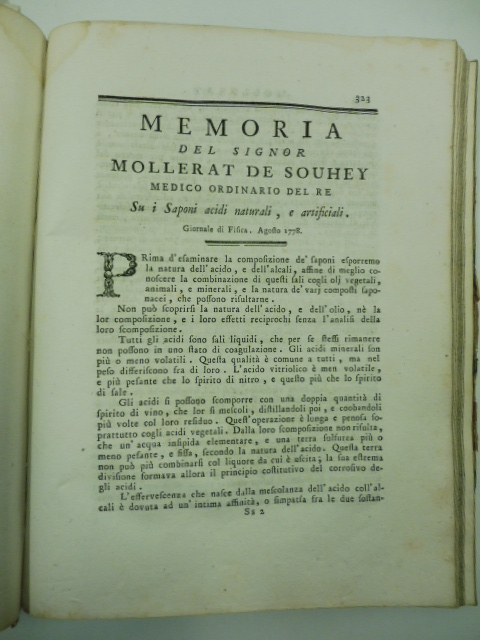 323
MEMORIA
DEL SIGNOR
MOLLERAT DE SOUHEY
MEDICO ORDINARIO DEL RE
Su i Saponi acidi naturali, e artificiali.
Giornale di Fisica. Agosto 1778.
PRima d'esaminare la composizione de' saponi esporremo
la natura dell'acido, e dell'alcali, affine di meglio co-
noscere la combinazione di questi sali cogli olj vegetali,
animali, e minerali, e la natura de' varj composti sapo-
nacei, che possono risultarne.
Non può scoprirsi la natura dell'acido, e dell'olio, nè la
lor composizione, e i loro effetti reciprochi senza l'analisi della
loro scomposizione.
Tutti gli acidi sono sali liquidi, che per se stessi rimanere
non possono in uno stato di coagulazione. Gli acidi minerali son
più o meno volatili. Questa qualità è comune a tutti, ma nel
peso differiscono fra di loro. L'acido vitriolico è men volatile,
e più pesante che lo spirito di nitro, e questo più che lo spirito
di sale.
Gli acidi si possono scomporre con una doppia quantità di
spirito di vino, che lor si mescoli, distillandoli poi, e coobandoli
più volte col loro residuo. Quest'operazione è lunga e penosa so-
prattutto cogli acidi vegetali. Dalla loro scomposizione non risulta,
che un' acqua insipida elementare, e una terra sulfurea più o
meno pesante, e fissa, secondo la natura dell'acido. Questa terra
non può più combinarsi col liquore da cui è uscita; la sua estrema
divisione formava allora il principio costitutivo del corrosivo de-
gli acidi.
L'effervescenza che nasce dalla mescolanza dell'acido coll'al-
cali è dovuta ad un' intima affinità, o simpatia fra le due sostan-
Ss 2